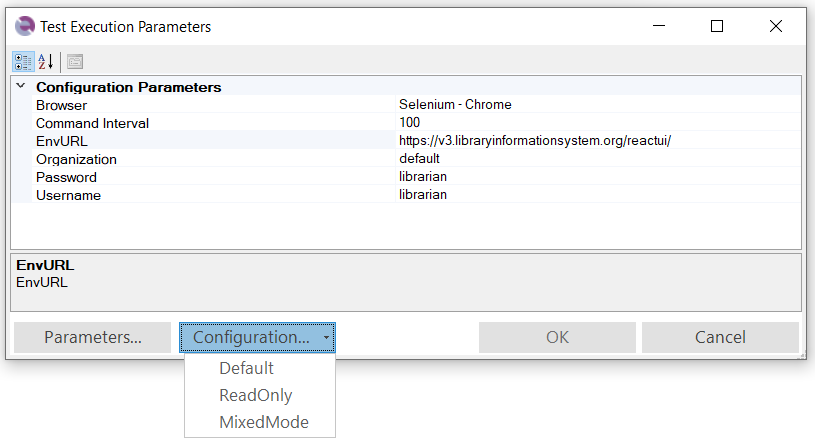 Test Execution Parameters
Configuration Parameters
Browser Selenium - Chrome
Command Interval 100
EnvURL https://v3.libraryinformationsystem.org/reactui/
Organization default
Password librarian
Username librarian
EnvURL
EnvURL
Parameters... Configuration... OK Cancel
Default
ReadOnly
MixedMode